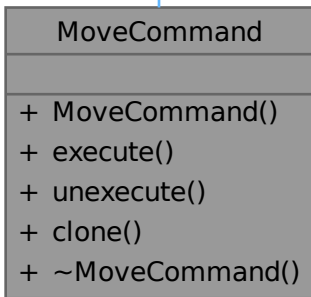 MoveCommand
+ MoveCommand()
+ execute()
+ unexecute()
+ clone()
+ ~MoveCommand()